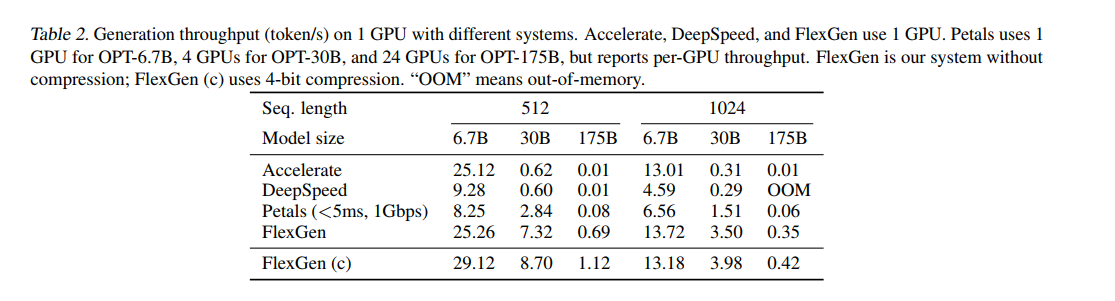 Table 2. Generation throughput (token/s) on 1 GPU with different systems. Accelerate, DeepSpeed, and FlexGen use 1 GPU. Petals uses 1
GPU for OPT-6.7B, 4 GPUs for OPT-30B, and 24 GPUs for OPT-175B, but reports per-GPU throughput. FlexGen is our system without
compression; FlexGen (c) uses 4-bit compression. “OOM” means out-of-memory.
Seq. length 512 1024
Model size 6.7B 30B 175B 6.7B 30B 175B
Accelerate 25.12 0.62 0.01 13.01 0.31 0.01
DeepSpeed 9.28 0.60 0.01 4.59 0.29 OOM
Petals (<5ms, 1Gbps) 8.25 2.84 0.08 6.56 1.51 0.06
FlexGen 25.26 7.32 0.69 13.72 3.50 0.35
FlexGen (c) 29.12 8.70 1.12 13.18 3.98 0.42